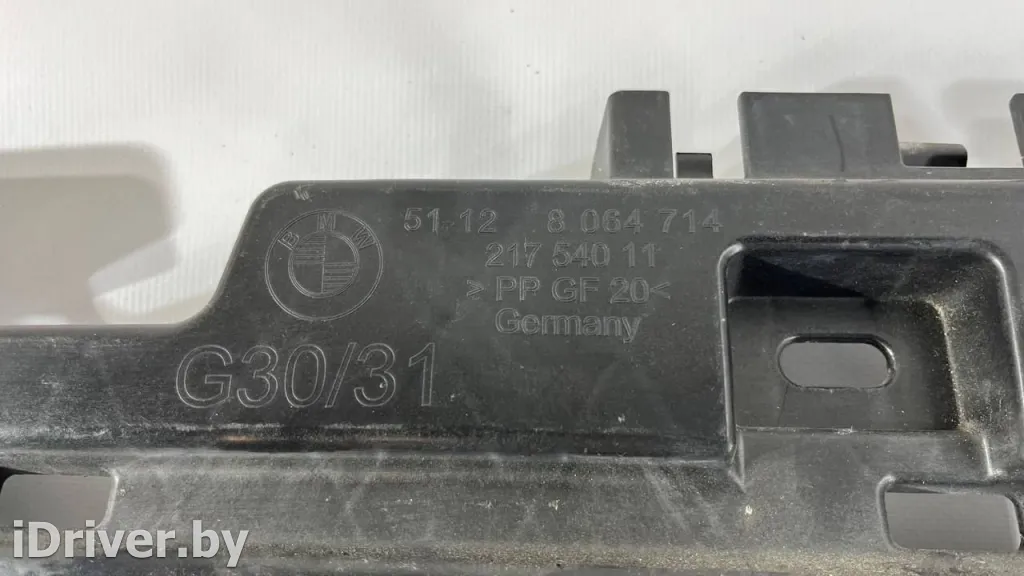 BMW
51-12 8 064 714
217 540 11
>PP GF 20<
Germany
G30/31
iDriver.by